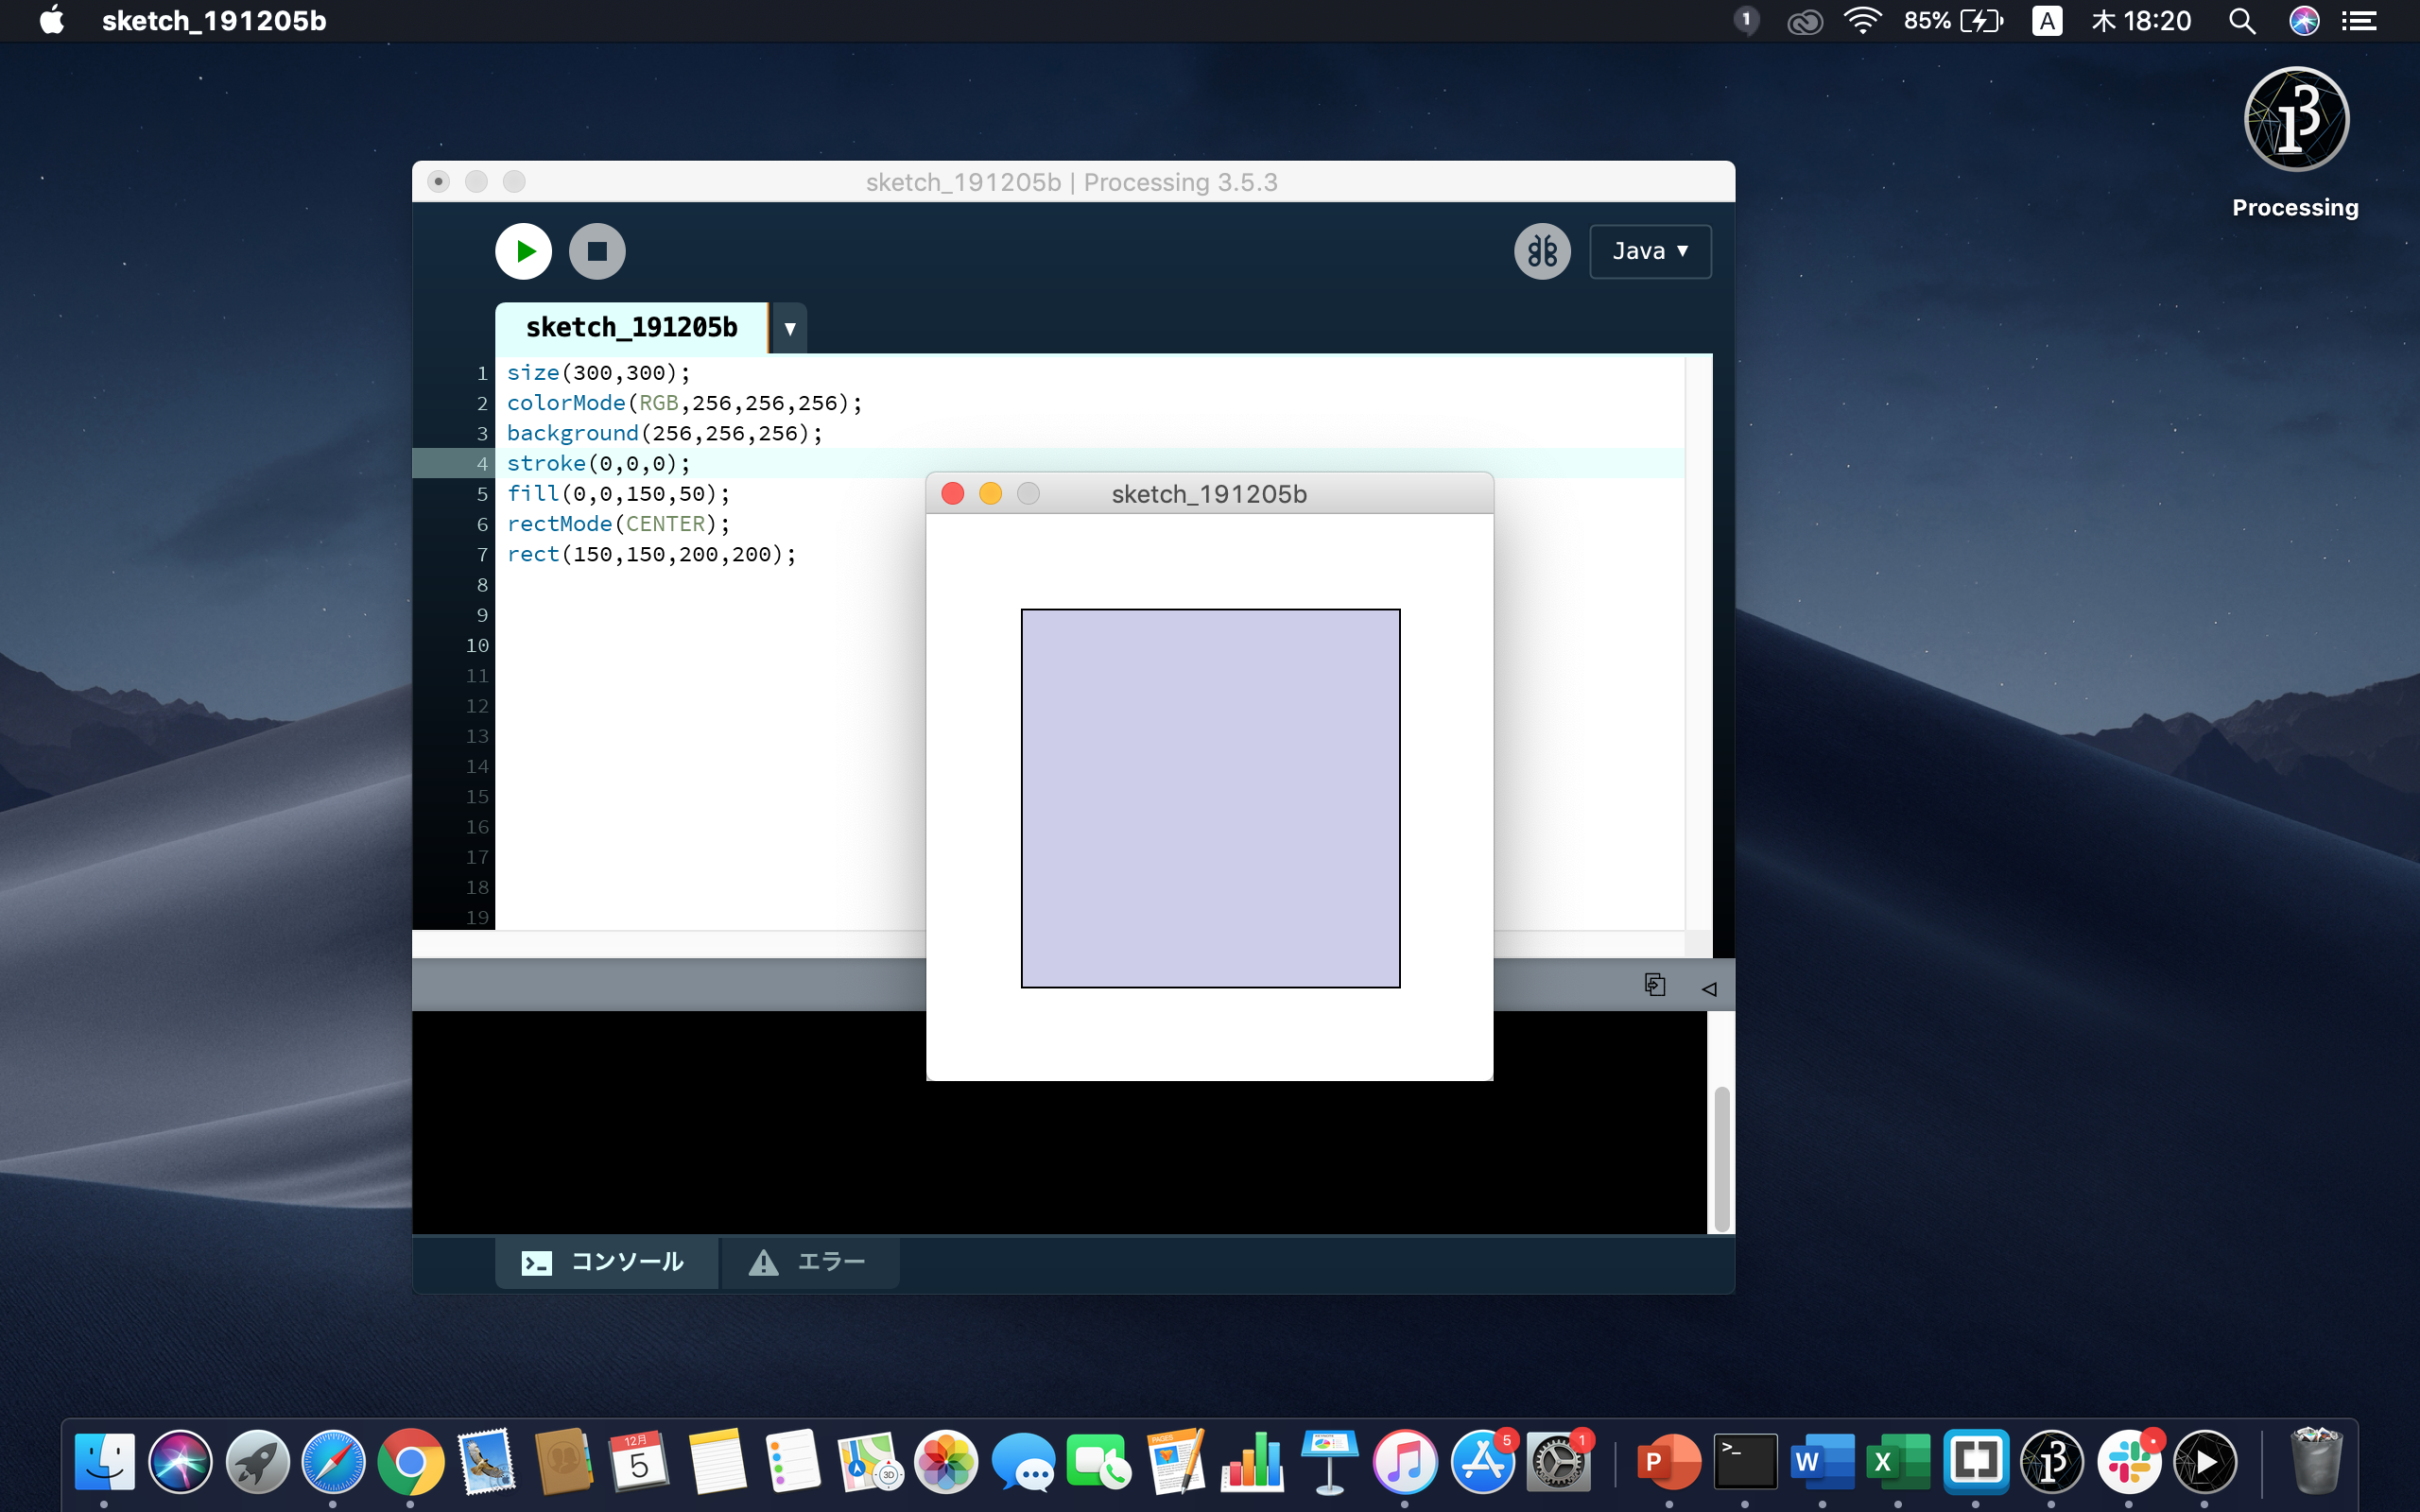 sketch_191205b
1
85%
A
木 18:20
Processing
sketch_191205b | Processing 3.5.3
Java ▼
sketch_191205b
▼
1 size(300,300);
2 colorMode(RGB,256,256,256);
3 background(256,256,256);
4 stroke(0,0,0);
5 fill(0,0,150,50);
6 rectMode(CENTER);
7 rect(150,150,200,200);
8
9
10
11
12
13
14
15
16
17
18
19
sketch_191205b
コンソール
エラー
12月
5
3D
PAGES
5
1
P
>_
W
X